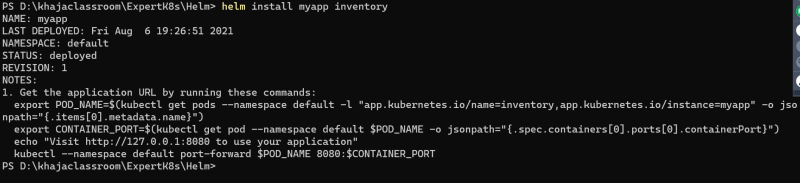 PS D:\khajaclassroom\ExpertK8s\Helm> helm install myapp inventory
NAME: myapp
LAST DEPLOYED: Fri Aug  6 19:26:51 2021
NAMESPACE: default
STATUS: deployed
REVISION: 1
NOTES:
1. Get the application URL by running these commands:
  export POD_NAME=$(kubectl get pods --namespace default -l "app.kubernetes.io/name=inventory,app.kubernetes.io/instance=myapp" -o js
onpath="{.items[0].metadata.name}")
  export CONTAINER_PORT=$(kubectl get pod --namespace default $POD_NAME -o jsonpath="{.spec.containers[0].ports[0].containerPort}")
  echo "Visit http://127.0.0.1:8080 to use your application"
  kubectl --namespace default port-forward $POD_NAME 8080:$CONTAINER_PORT
PS D:\khajaclassroom\ExpertK8s\Helm>